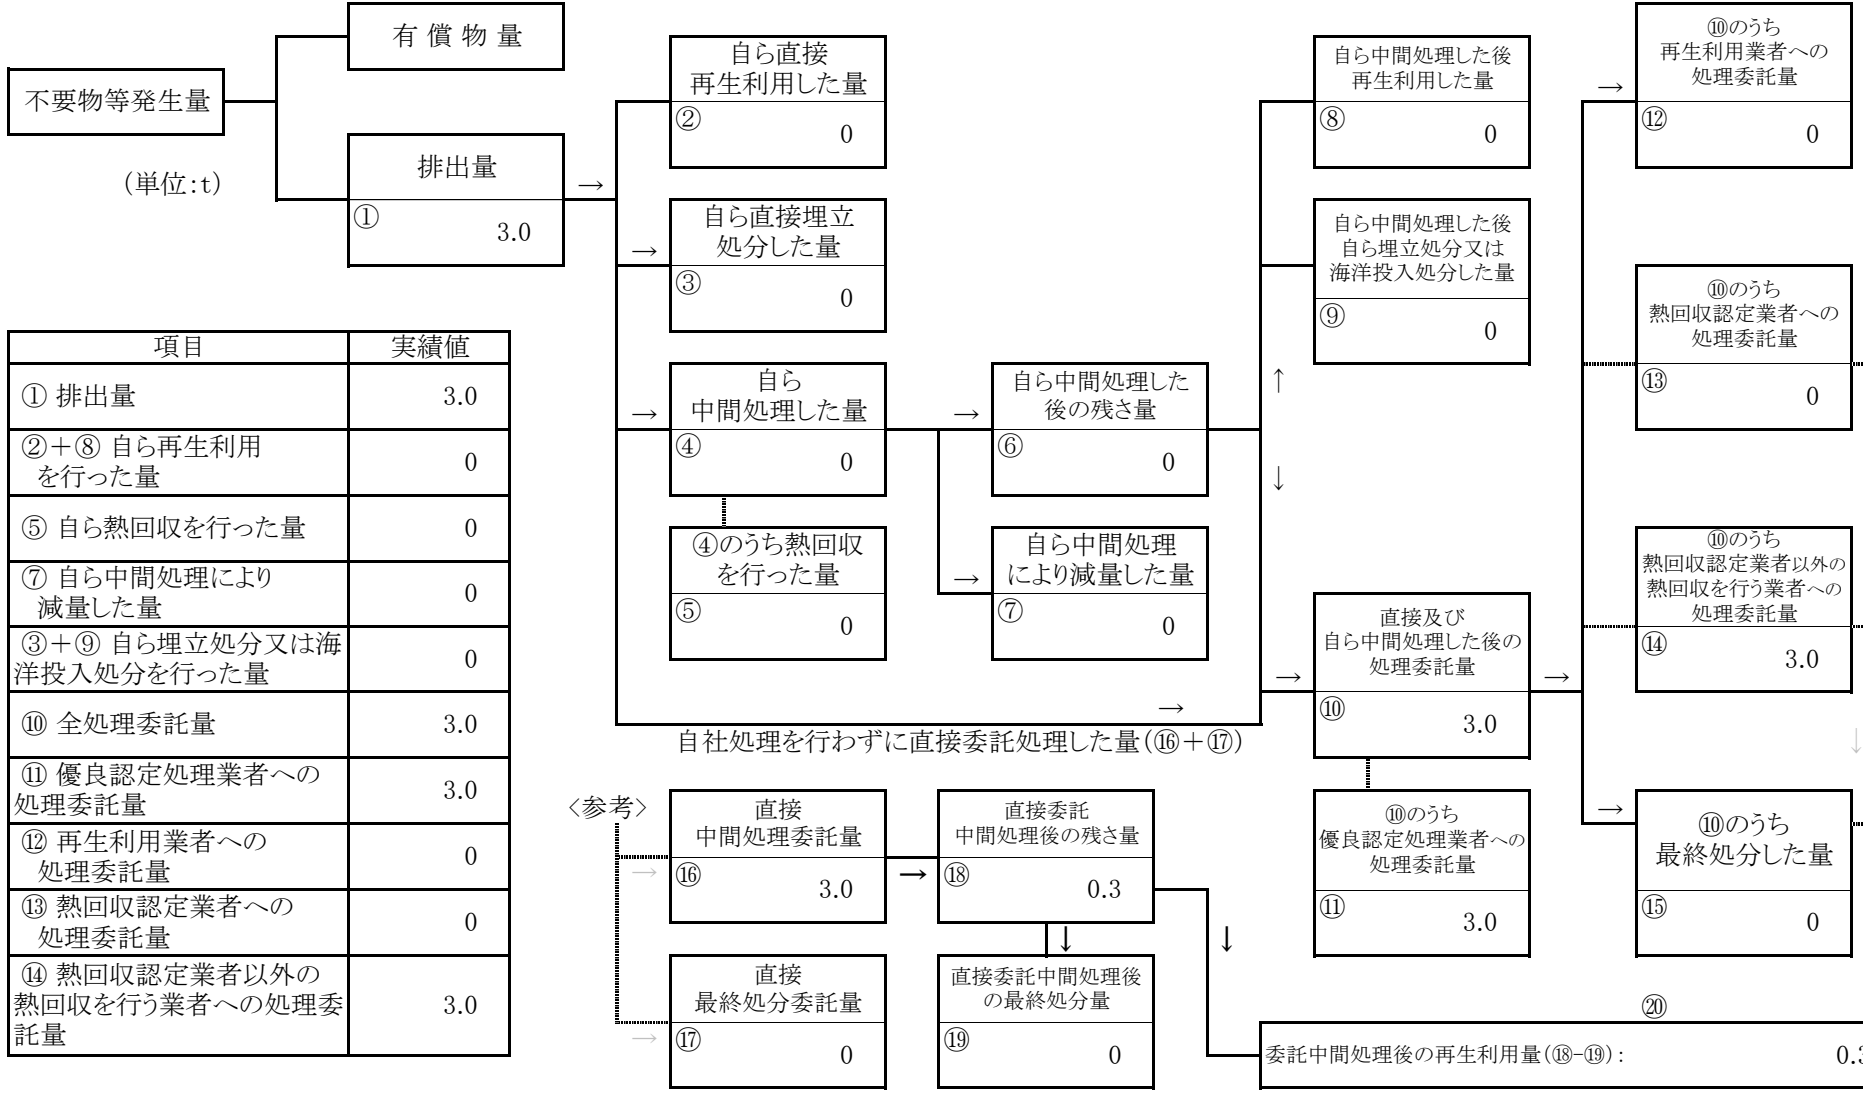 有 償 物 量
不要物等発生量
(単位:t)
排出量
①
3.0
→
自ら直接
再生利用した量
②
0
→
自ら直接埋立
処分した量
③
0
→
自ら
中間処理した量
④
0
④のうち熱回収
を行った量
⑤
0
→
自ら中間処理した
後の残さ量
⑥
0
→
自ら中間処理
により減量した量
⑦
0
↑
↓
自ら中間処理した後
再生利用した量
⑧
0
自ら中間処理した後
自ら埋立処分又は
海洋投入処分した量
⑨
0
→
自社処理を行わずに直接委託処理した量(⑯+⑰)
→
直接及び
自ら中間処理した後の
処理委託量
⑩
3.0
→
⑩のうち
優良認定処理業者への
処理委託量
⑪
3.0
→
⑩のうち
再生利用業者への
処理委託量
⑫
0
⑩のうち
熱回収認定業者への
処理委託量
⑬
0
⑩のうち
熱回収認定業者以外の
熱回収を行う業者への
処理委託量
⑭
3.0
↓
→
⑩のうち
最終処分した量
⑮
0
項目 実績値
① 排出量 3.0
②+⑧ 自ら再生利用
を行った量
0
⑤ 自ら熱回収を行った量 0
⑦ 自ら中間処理により
減量した量
0
③+⑨ 自ら埋立処分又は海
洋投入処分を行った量
0
⑩ 全処理委託量 3.0
⑪ 優良認定処理業者への
処理委託量
3.0
⑫ 再生利用業者への
処理委託量
0
⑬ 熱回収認定業者への
処理委託量
0
⑭ 熱回収認定業者以外の
熱回収を行う業者への処理委
託量
3.0
<参考>
→
直接
中間処理委託量
⑯
3.0
→
直接委託
中間処理後の残さ量
⑱
0.3
↓
↓
→
直接
最終処分委託量
⑰
0
直接委託中間処理後
の最終処分量
⑲
0
⑳
委託中間処理後の再生利用量(⑱-⑲): 0.3